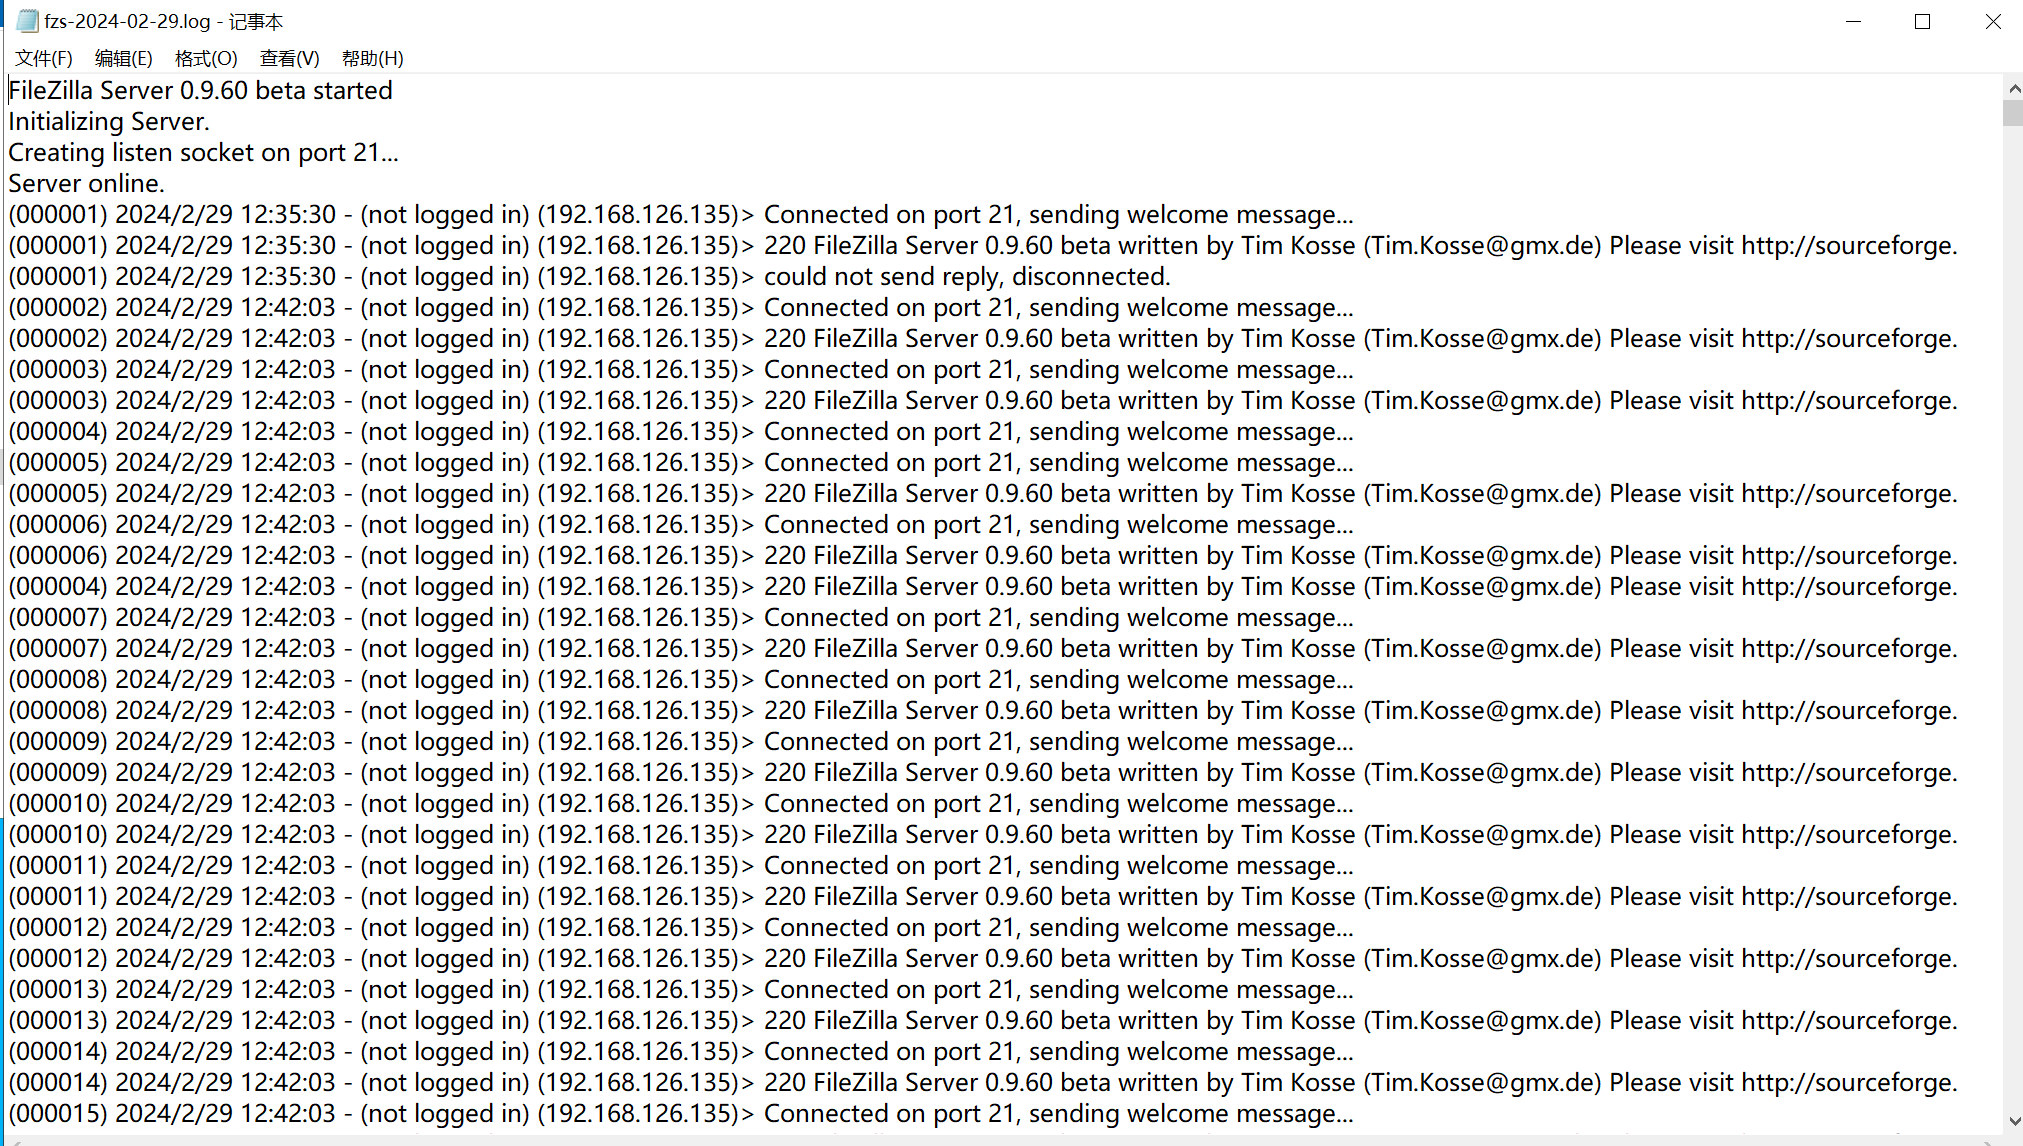 fzs-2024-02-29.log - 记事本
文件(F) 编辑(E) 格式(O) 查看(V) 帮助(H)
FileZilla Server 0.9.60 beta started
Initializing Server.
Creating listen socket on port 21...
Server online.
(000001) 2024/2/29 12:35:30 - (not logged in) (192.168.126.135)> Connected on port 21, sending welcome message...
(000001) 2024/2/29 12:35:30 - (not logged in) (192.168.126.135)> 220 FileZilla Server 0.9.60 beta written by Tim Kosse (Tim.Kosse@gmx.de) Please visit http://sourceforge.
(000001) 2024/2/29 12:35:30 - (not logged in) (192.168.126.135)> could not send reply, disconnected.
(000002) 2024/2/29 12:42:03 - (not logged in) (192.168.126.135)> Connected on port 21, sending welcome message...
(000002) 2024/2/29 12:42:03 - (not logged in) (192.168.126.135)> 220 FileZilla Server 0.9.60 beta written by Tim Kosse (Tim.Kosse@gmx.de) Please visit http://sourceforge.
(000003) 2024/2/29 12:42:03 - (not logged in) (192.168.126.135)> Connected on port 21, sending welcome message...
(000003) 2024/2/29 12:42:03 - (not logged in) (192.168.126.135)> 220 FileZilla Server 0.9.60 beta written by Tim Kosse (Tim.Kosse@gmx.de) Please visit http://sourceforge.
(000004) 2024/2/29 12:42:03 - (not logged in) (192.168.126.135)> Connected on port 21, sending welcome message...
(000005) 2024/2/29 12:42:03 - (not logged in) (192.168.126.135)> Connected on port 21, sending welcome message...
(000005) 2024/2/29 12:42:03 - (not logged in) (192.168.126.135)> 220 FileZilla Server 0.9.60 beta written by Tim Kosse (Tim.Kosse@gmx.de) Please visit http://sourceforge.
(000006) 2024/2/29 12:42:03 - (not logged in) (192.168.126.135)> Connected on port 21, sending welcome message...
(000006) 2024/2/29 12:42:03 - (not logged in) (192.168.126.135)> 220 FileZilla Server 0.9.60 beta written by Tim Kosse (Tim.Kosse@gmx.de) Please visit http://sourceforge.
(000004) 2024/2/29 12:42:03 - (not logged in) (192.168.126.135)> 220 FileZilla Server 0.9.60 beta written by Tim Kosse (Tim.Kosse@gmx.de) Please visit http://sourceforge.
(000007) 2024/2/29 12:42:03 - (not logged in) (192.168.126.135)> Connected on port 21, sending welcome message...
(000007) 2024/2/29 12:42:03 - (not logged in) (192.168.126.135)> 220 FileZilla Server 0.9.60 beta written by Tim Kosse (Tim.Kosse@gmx.de) Please visit http://sourceforge.
(000008) 2024/2/29 12:42:03 - (not logged in) (192.168.126.135)> Connected on port 21, sending welcome message...
(000008) 2024/2/29 12:42:03 - (not logged in) (192.168.126.135)> 220 FileZilla Server 0.9.60 beta written by Tim Kosse (Tim.Kosse@gmx.de) Please visit http://sourceforge.
(000009) 2024/2/29 12:42:03 - (not logged in) (192.168.126.135)> Connected on port 21, sending welcome message...
(000009) 2024/2/29 12:42:03 - (not logged in) (192.168.126.135)> 220 FileZilla Server 0.9.60 beta written by Tim Kosse (Tim.Kosse@gmx.de) Please visit http://sourceforge.
(000010) 2024/2/29 12:42:03 - (not logged in) (192.168.126.135)> Connected on port 21, sending welcome message...
(000010) 2024/2/29 12:42:03 - (not logged in) (192.168.126.135)> 220 FileZilla Server 0.9.60 beta written by Tim Kosse (Tim.Kosse@gmx.de) Please visit http://sourceforge.
(000011) 2024/2/29 12:42:03 - (not logged in) (192.168.126.135)> Connected on port 21, sending welcome message...
(000011) 2024/2/29 12:42:03 - (not logged in) (192.168.126.135)> 220 FileZilla Server 0.9.60 beta written by Tim Kosse (Tim.Kosse@gmx.de) Please visit http://sourceforge.
(000012) 2024/2/29 12:42:03 - (not logged in) (192.168.126.135)> Connected on port 21, sending welcome message...
(000012) 2024/2/29 12:42:03 - (not logged in) (192.168.126.135)> 220 FileZilla Server 0.9.60 beta written by Tim Kosse (Tim.Kosse@gmx.de) Please visit http://sourceforge.
(000013) 2024/2/29 12:42:03 - (not logged in) (192.168.126.135)> Connected on port 21, sending welcome message...
(000013) 2024/2/29 12:42:03 - (not logged in) (192.168.126.135)> 220 FileZilla Server 0.9.60 beta written by Tim Kosse (Tim.Kosse@gmx.de) Please visit http://sourceforge.
(000014) 2024/2/29 12:42:03 - (not logged in) (192.168.126.135)> Connected on port 21, sending welcome message...
(000014) 2024/2/29 12:42:03 - (not logged in) (192.168.126.135)> 220 FileZilla Server 0.9.60 beta written by Tim Kosse (Tim.Kosse@gmx.de) Please visit http://sourceforge.
(000015) 2024/2/29 12:42:03 - (not logged in) (192.168.126.135)> Connected on port 21, sending welcome message...